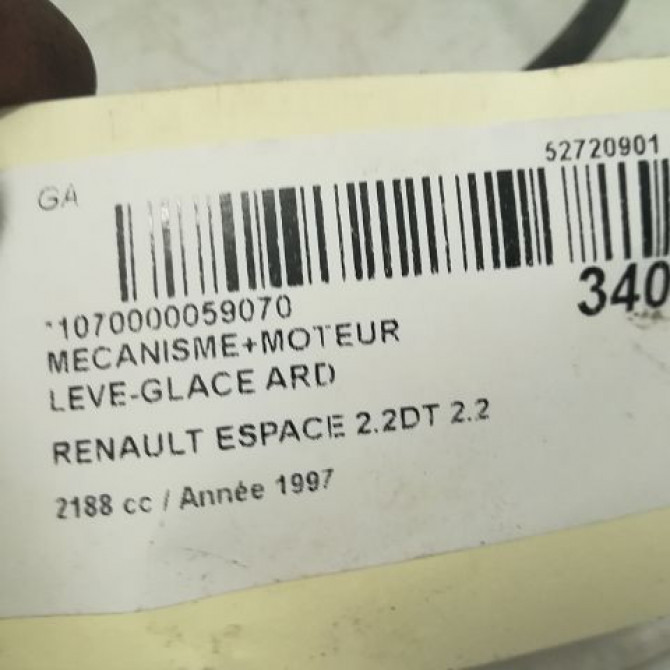 52720901
GA
*1070000059070
340
MECANISME+MOTEUR
LEVE-GLACE ARD
RENAULT ESPACE 2.2DT 2.2
2188 cc / Année 1997